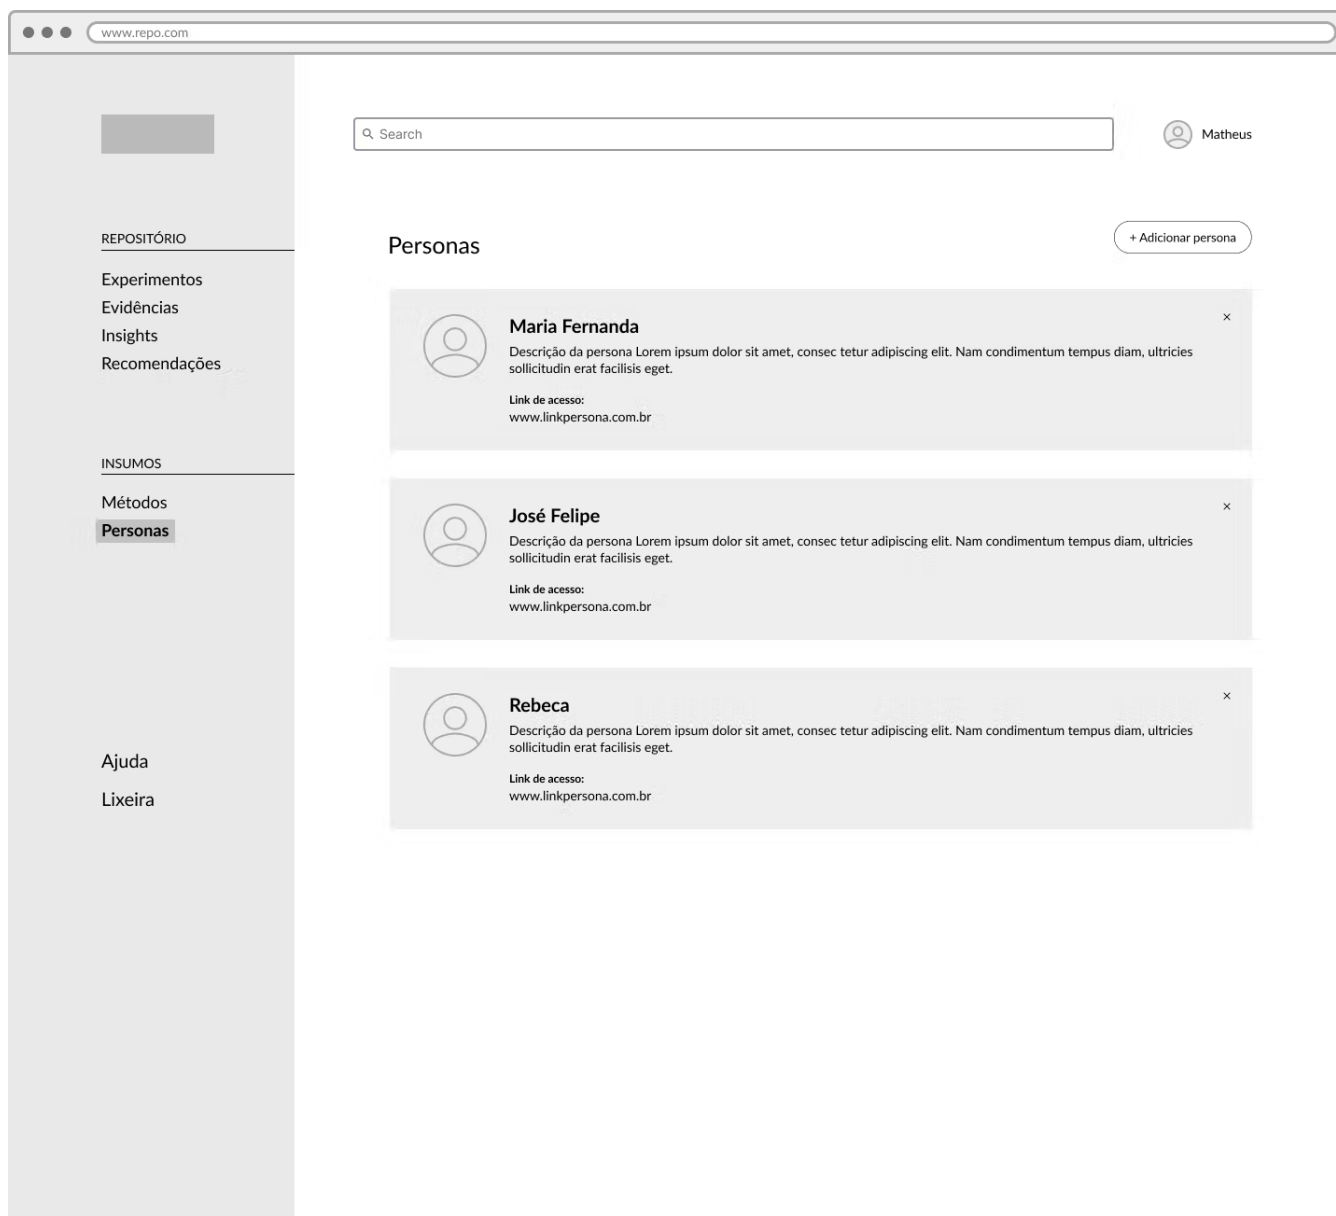 www.repo.com
Search
Matheus
REPOSITÓRIO
Experimentos
Evidências
Insights
Recomendações
INSUMOS
Métodos
Personas
Ajuda
Lixeira
Personas
+ Adicionar persona
Maria Fernanda
×
Descrição da persona Lorem ipsum dolor sit amet, consec tetur adipiscing elit. Nam condimentum tempus diam, ultricies
sollicitudin erat facilisis eget.
Link de acesso:
www.linkpersona.com.br
José Felipe
×
Descrição da persona Lorem ipsum dolor sit amet, consec tetur adipiscing elit. Nam condimentum tempus diam, ultricies
sollicitudin erat facilisis eget.
Link de acesso:
www.linkpersona.com.br
Rebeca
×
Descrição da persona Lorem ipsum dolor sit amet, consec tetur adipiscing elit. Nam condimentum tempus diam, ultricies
sollicitudin erat facilisis eget.
Link de acesso:
www.linkpersona.com.br